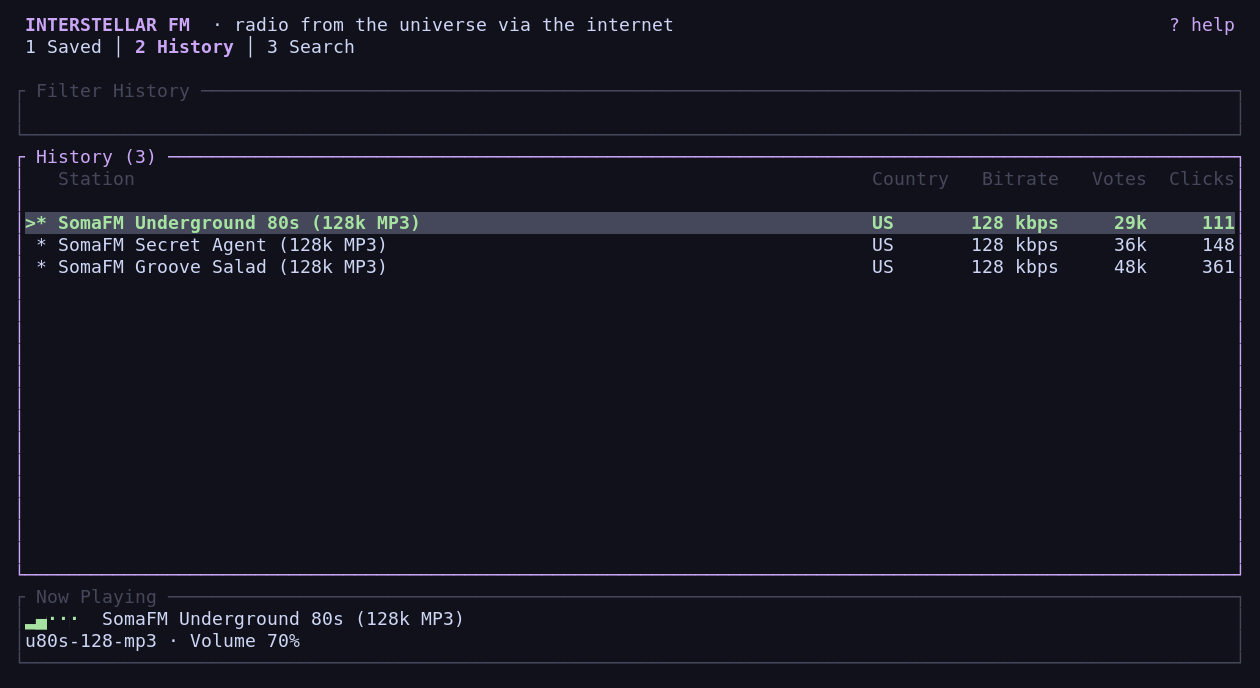 INTERSTELLAR FM · radio from the universe via the internet ? help
1 Saved │ 2 History │ 3 Search
Filter History
History (3)
Station Country Bitrate Votes Clicks
>* SomaFM Underground 80s (128k MP3) US 128 kbps 29k 111
* SomaFM Secret Agent (128k MP3) US 128 kbps 36k 148
* SomaFM Groove Salad (128k MP3) US 128 kbps 48k 361
Now Playing
▂▄··· SomaFM Underground 80s (128k MP3)
u80s-128-mp3 · Volume 70%